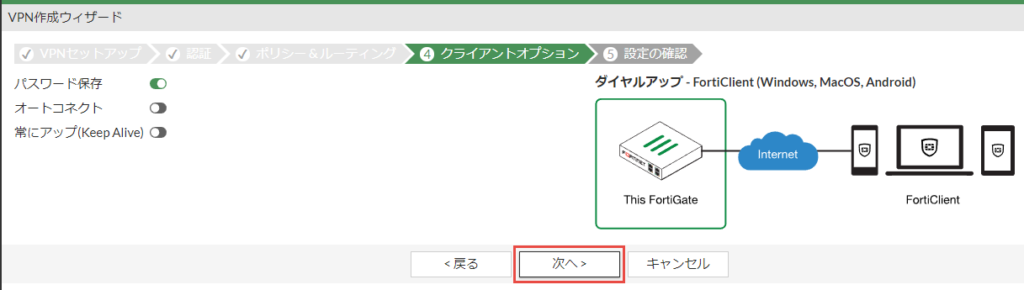 VPN作成ウィザード
VPNセットアップ 認証 ポリシー＆ルーティング 4 クライアントオプション 5 設定の確認
パスワード保存
オートコネクト
常にアップ(Keep Alive)
ダイヤルアップ - FortiClient (Windows, MacOS, Android)
FORTINET
Internet
This FortiGate
FortiClient
< 戻る 次へ > キャンセル